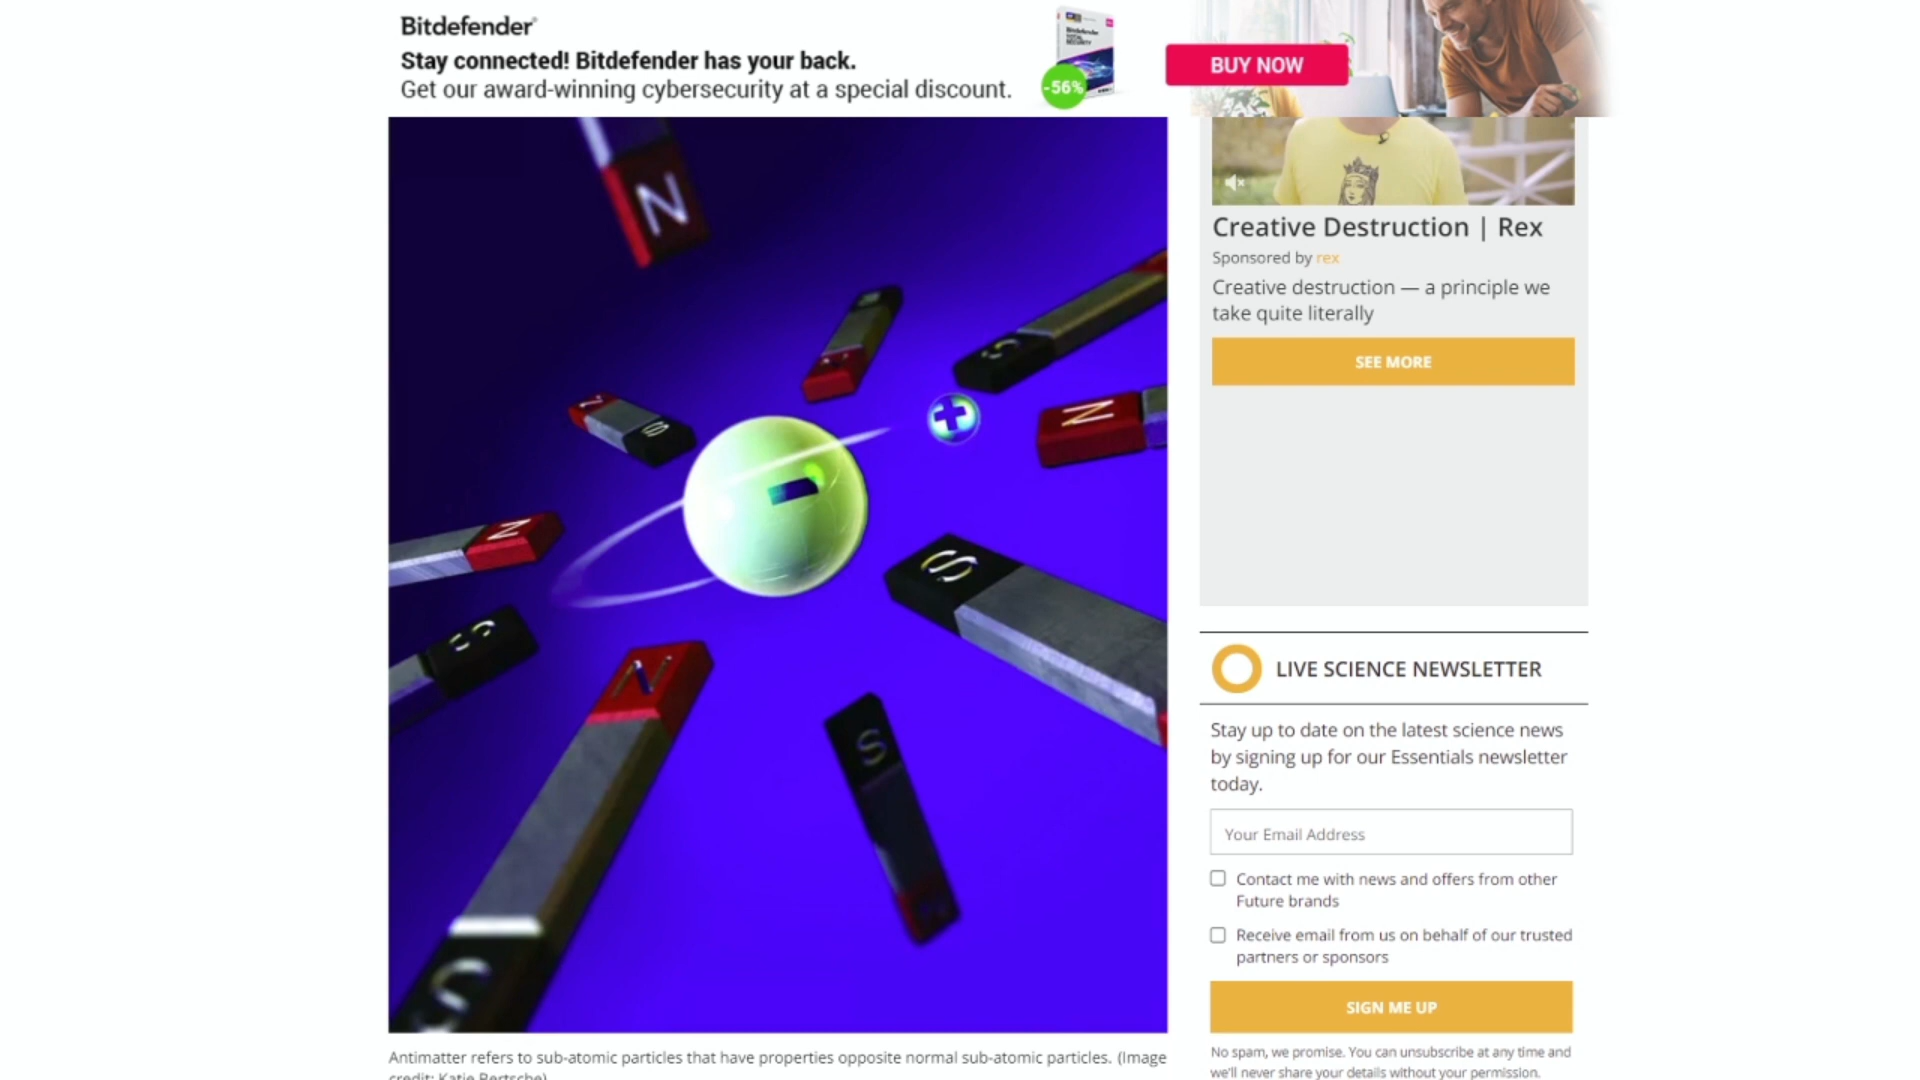 Bitdefender
Stay connected! Bitdefender has your back.
Get our award-winning cybersecurity at a special discount.
Bitdefender
TOTAL
SECURITY
-56%
BUY NOW
N
S
N
S
N
N
S
N
S
S
N
S
S
+
-
Creative Destruction | Rex
Sponsored by rex
Creative destruction — a principle we
take quite literally
SEE MORE
LIVE SCIENCE NEWSLETTER
Stay up to date on the latest science news
by signing up for our Essentials newsletter
today.
Your Email Address
Contact me with news and offers from other
Future brands
Receive email from us on behalf of our trusted
partners or sponsors
SIGN ME UP
No spam, we promise. You can unsubscribe at any time and
we'll never share your details without your permission.
Antimatter refers to sub-atomic particles that have properties opposite normal sub-atomic particles. (Image
credit: Katie Bertsche)